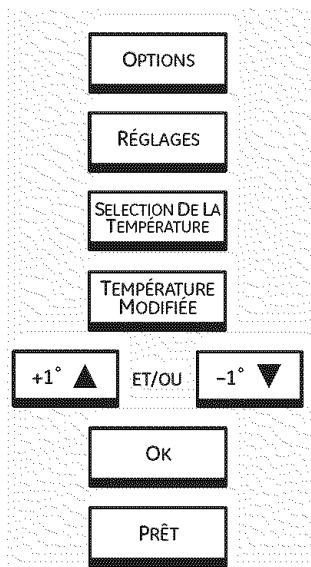 OPTIONS
RÉGLAGES
SELECTION DE LA
TEMPÉRATURE
TEMPÉRATURE
MODIFIÉE
+1° ▲ ET/OU -1° ▼
OK
PRÊT